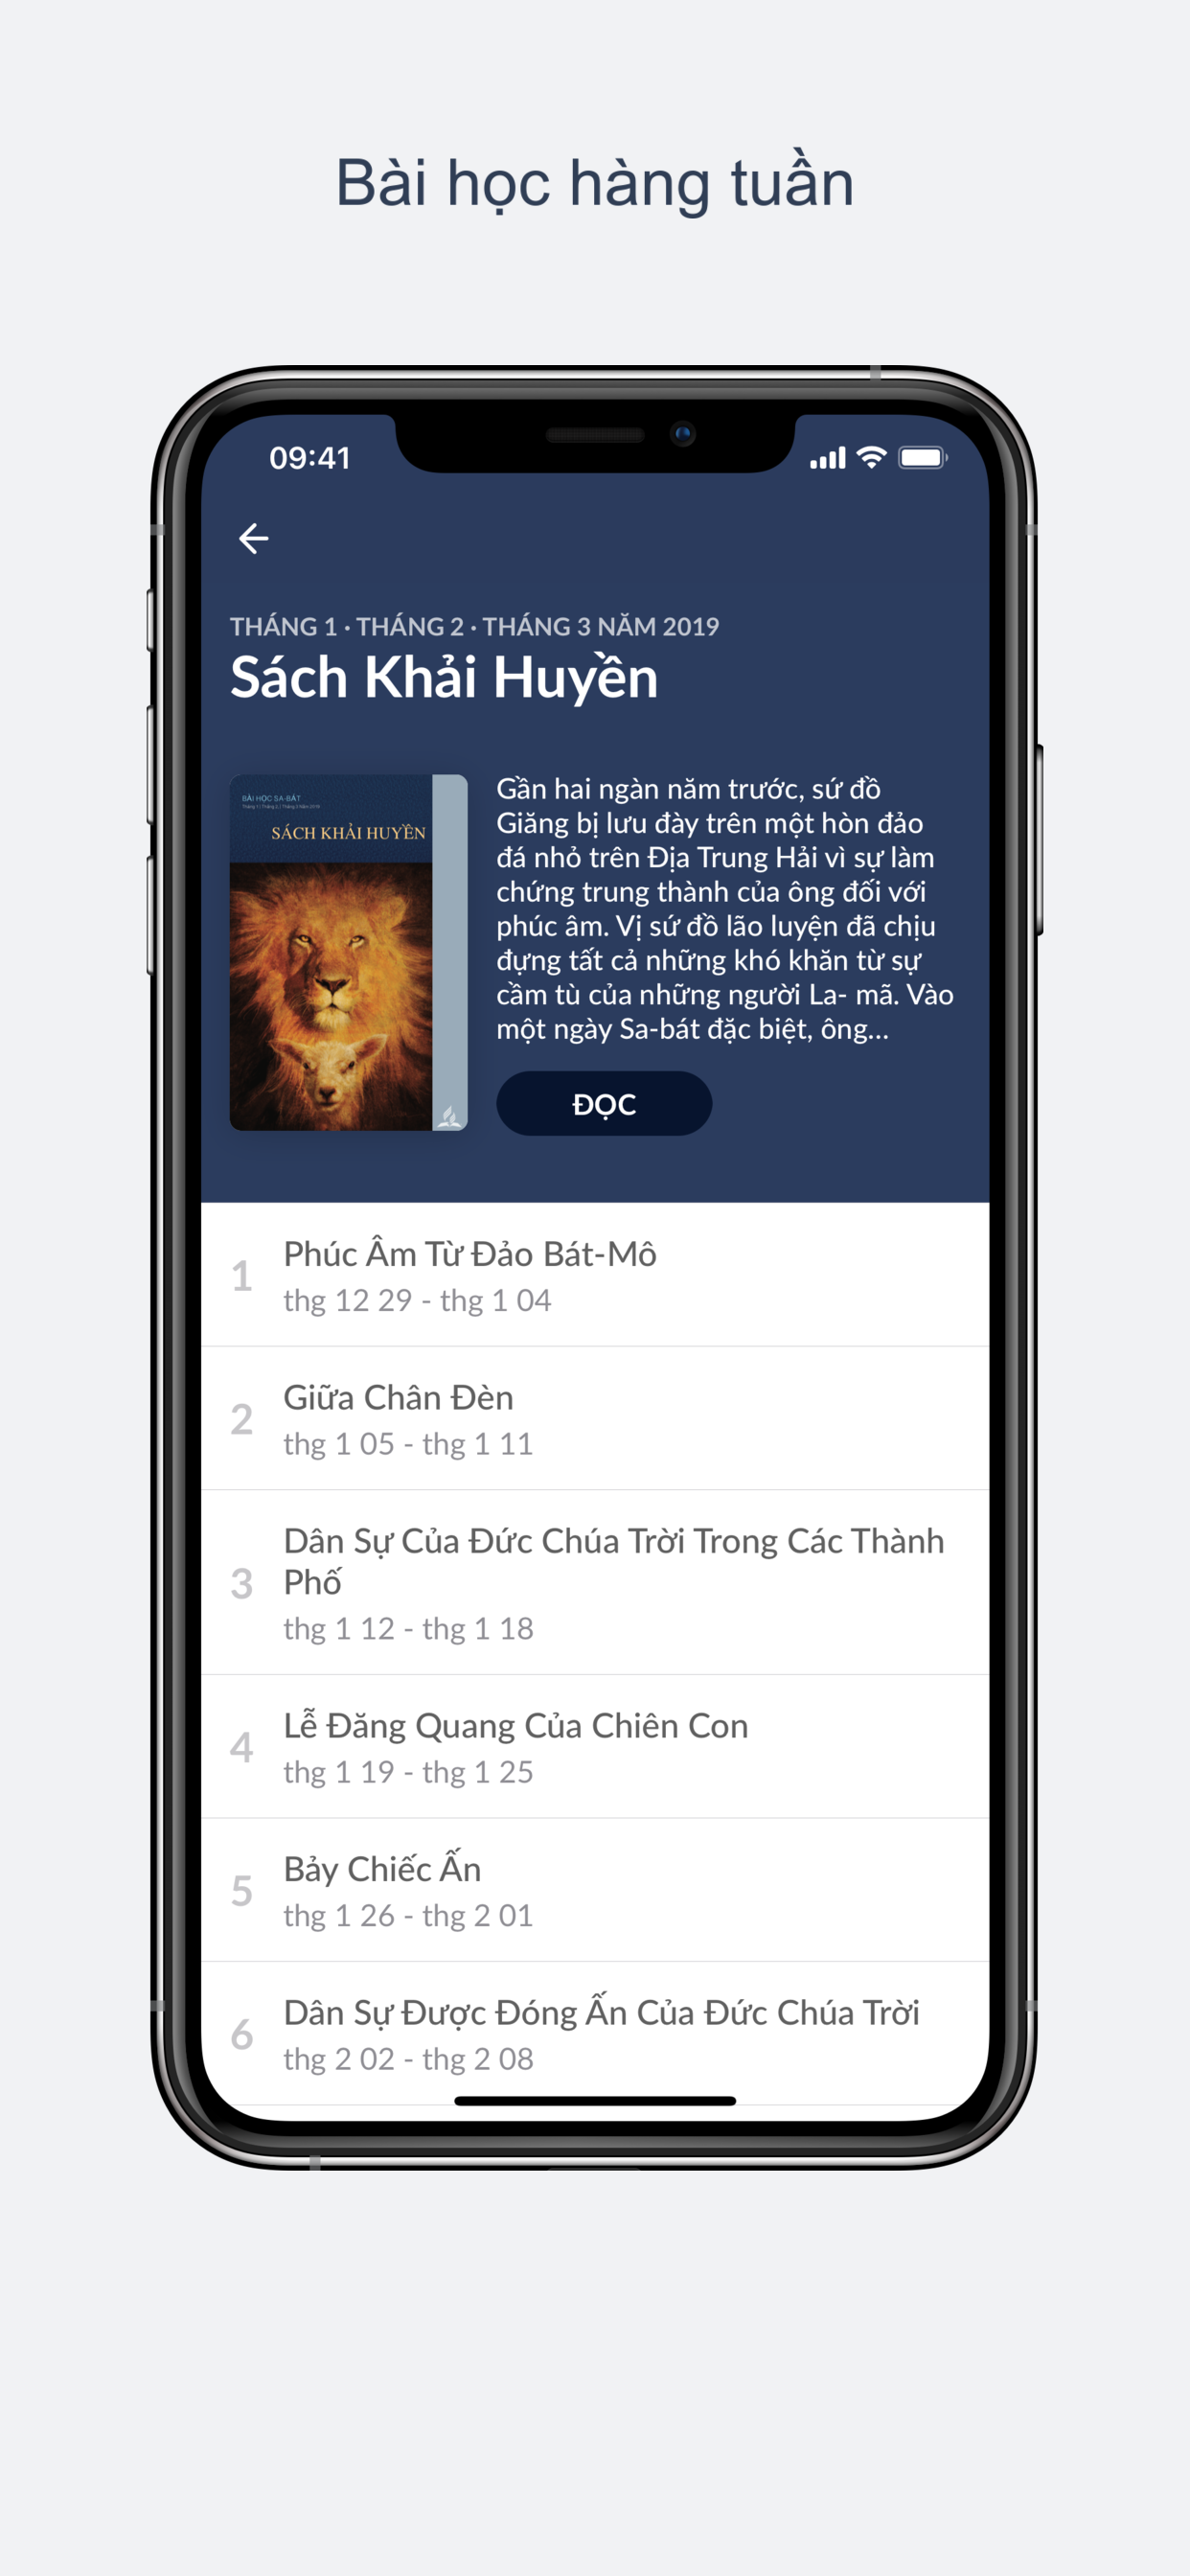 Bài học hàng tuần
09:41
THÁNG 1 · THÁNG 2 · THÁNG 3 NĂM 2019
Sách Khải Huyền
BÀI HỌC SA-BÁT
Tháng 1 / Tháng 2 / Tháng 3 Năm 2019
SÁCH KHẢI HUYỀN
Gần hai ngàn năm trước, sứ đồ
Giăng bị lưu đày trên một hòn đảo
đá nhỏ trên Địa Trung Hải vì sự làm
chứng trung thành của ông đối với
phúc âm. Vị sứ đồ lão luyện đã chịu
đựng tất cả những khó khăn từ sự
cầm tù của những người La- mã. Vào
một ngày Sa-bát đặc biệt, ông...
ĐỌC
1
Phúc Âm Từ Đảo Bát-Mô
thg 12 29 - thg 1 04
2
Giữa Chân Đèn
thg 1 05 - thg 1 11
3
Dân Sự Của Đức Chúa Trời Trong Các Thành
Phố
thg 1 12 - thg 1 18
4
Lễ Đăng Quang Của Chiên Con
thg 1 19 - thg 1 25
5
Bảy Chiếc Ấn
thg 1 26 - thg 2 01
6
Dân Sự Được Đóng Ấn Của Đức Chúa Trời
thg 2 02 - thg 2 08